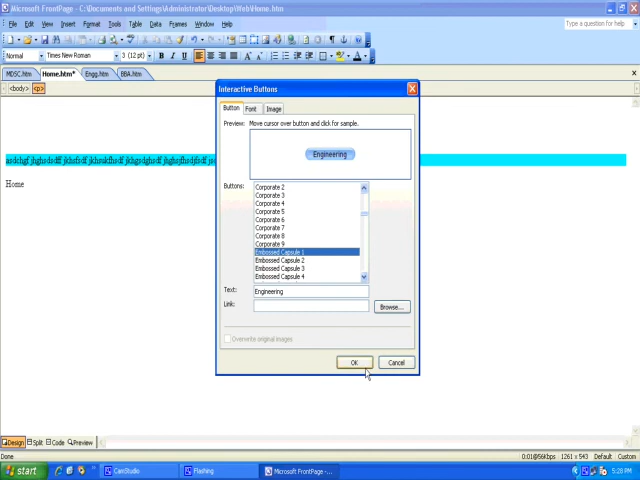 Microsoft FrontPage - C:\Documents and Settings\Administrator\Desktop\Web\Home.htm
File Edit View Insert Format Tools Table Data Frames Window Help
Type a question for help
Normal Times New Roman 3 (12 pt) B I U
MDSC.htm Home.htm* Engg.htm BBA.htm
<body> <p>
Home
Interactive Buttons
Button Font Image
Preview: Move cursor over button and click for sample.
Engineering
Buttons:
Corporate 2
Corporate 3
Corporate 4
Corporate 5
Corporate 6
Corporate 7
Corporate 8
Corporate 9
Embossed Capsule 1
Embossed Capsule 2
Embossed Capsule 3
Embossed Capsule 4
Text: Engineering
Link:
Browse...
Overwrite original images
OK Cancel
Design Split Code Preview
Done 0:01@56kbps 1261 x 543 Default Custom
start CamStudio Flashing Microsoft FrontPage -... 5:28 PM